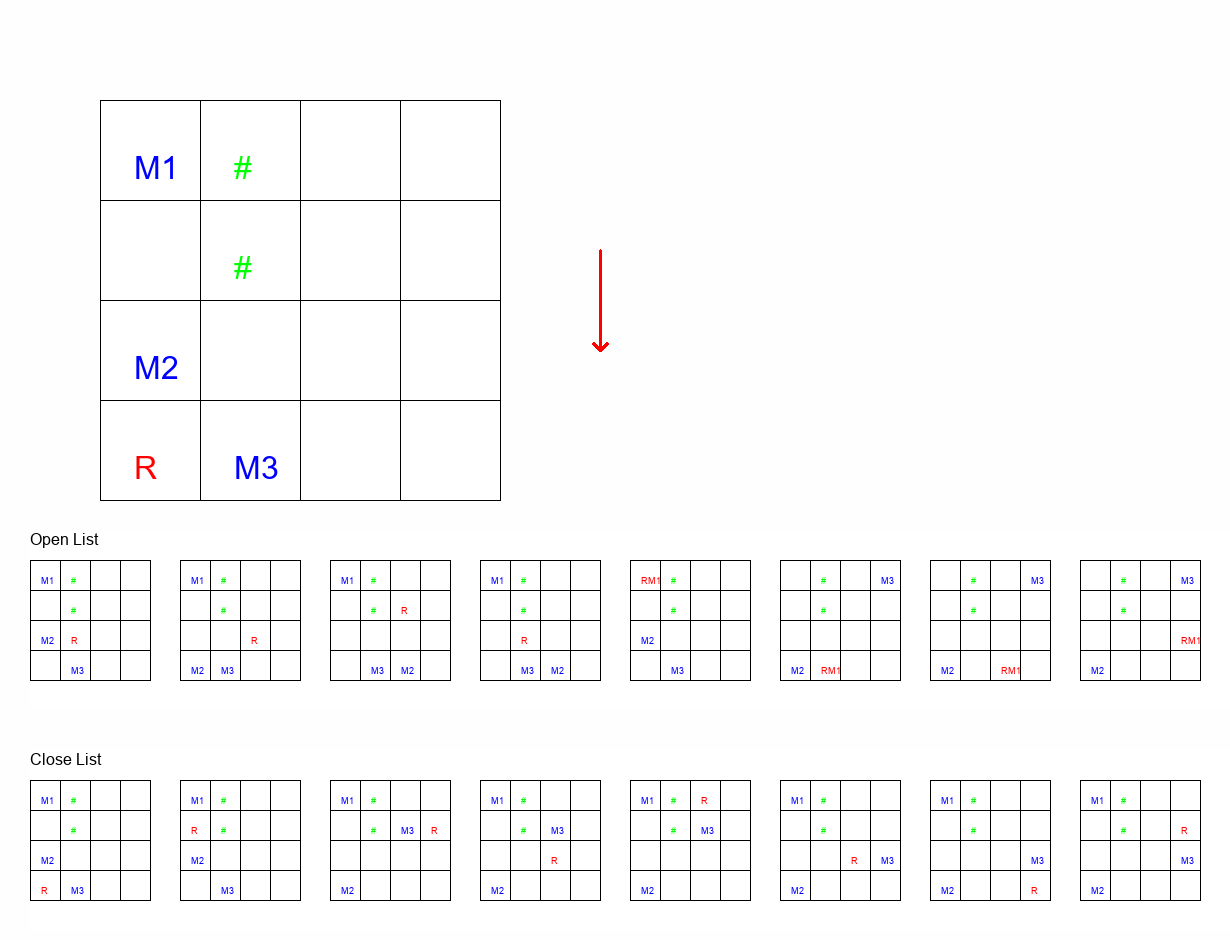 M1 #
#
M2
R M3
Open List
M1 # M1 # M1 # M1 # RM1 # # M3 # M3 # M3
# # # R # # # # #
M2 R R R M2 RM1
M3 M2 M3 M3 M2 M3 M2 M3 M2 RM1 M2 RM1 M2
Close List
M1 # M1 # M1 # M1 # M1 # R M1 # M1 # M1 #
# R # # M3 R # M3 # M3 # # # R
M2 M2 R R M3 M3 M3
R M3 M3 M2 M2 M2 M2 M2 R M2